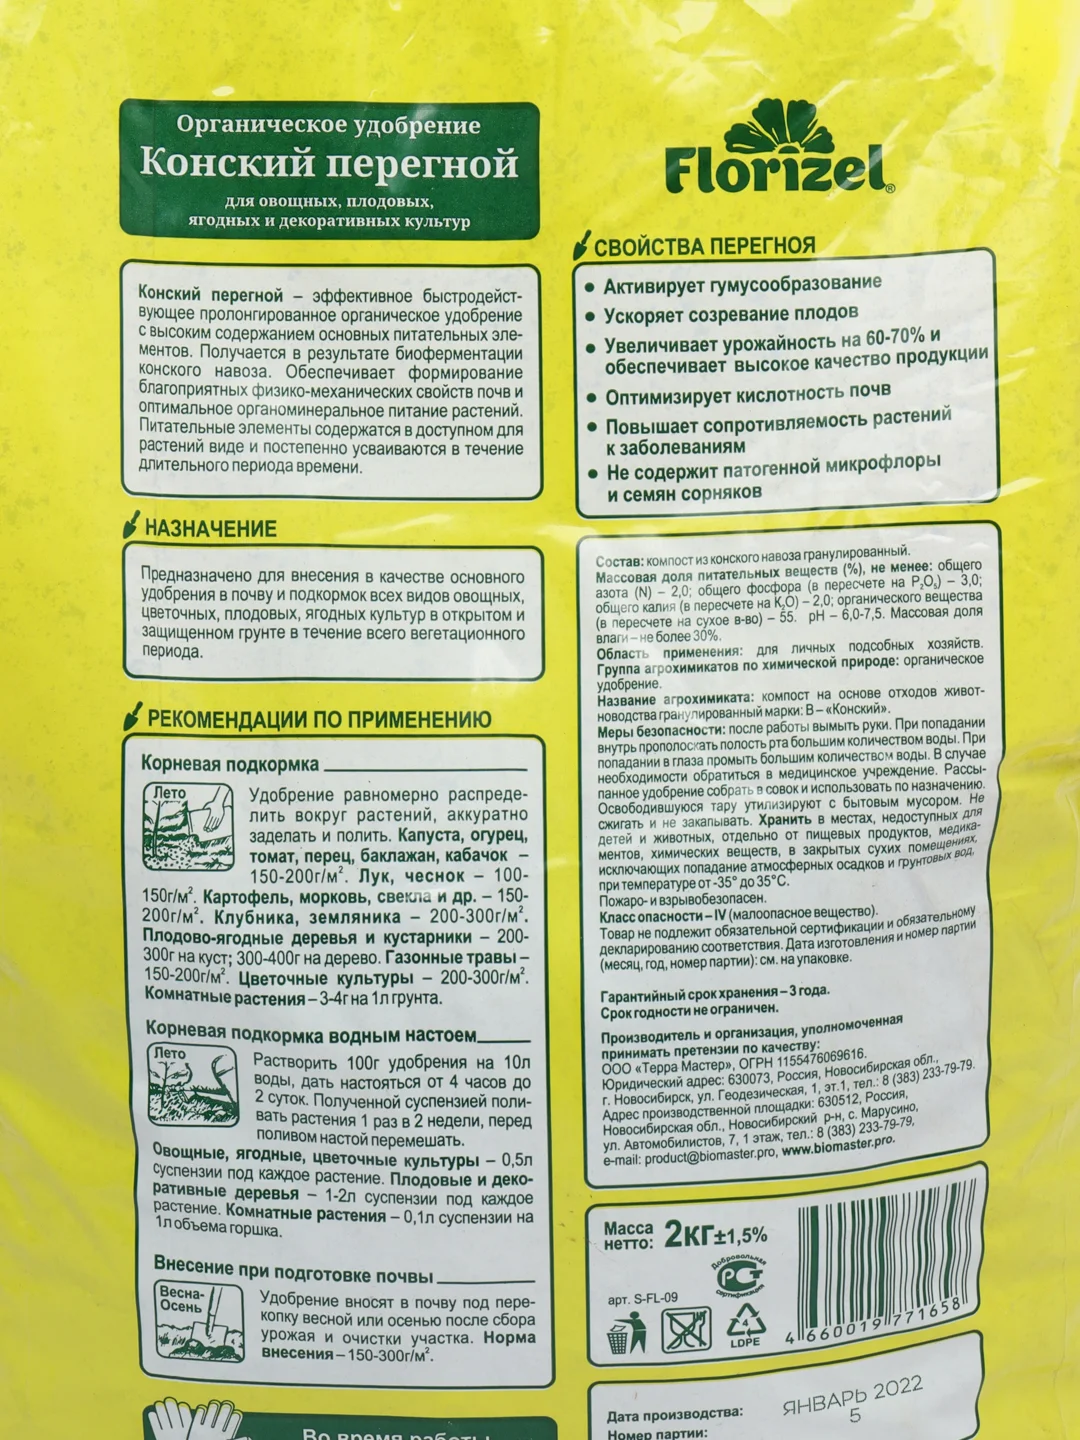 Органическое удобрение
Конский перегной
для овощных, плодовых,
ягодных и декоративных культур
Конский перегной – эффективное быстродейст-
вующее пролонгированное органическое удобрение
с высоким содержанием основных питательных эле-
ментов. Получается в результате биоферментации
конского навоза. Обеспечивает формирование
благоприятных физико-механических свойств почв и
оптимальное органоминеральное питание растений.
Питательные элементы содержатся в доступном для
растений виде и постепенно усваиваются в течение
длительного периода времени.
НАЗНАЧЕНИЕ
Предназначено для внесения в качестве основного
удобрения в почву и подкормок всех видов овощных,
цветочных, плодовых, ягодных культур в открытом и
защищенном грунте в течение всего вегетационного
периода.
РЕКОМЕНДАЦИИ ПО ПРИМЕНЕНИЮ
Корневая подкормка
Лето
Удобрение равномерно распреде-
лить вокруг растений, аккуратно
заделать и полить. Капуста, огурец,
томат, перец, баклажан, кабачок –
150-200г/м². Лук, чеснок – 100-
150г/м². Картофель, морковь, свекла и др. – 150-
200г/м². Клубника, земляника – 200-300г/м².
Плодово-ягодные деревья и кустарники – 200-
300г на куст; 300-400г на дерево. Газонные травы –
150-200г/м². Цветочные культуры – 200-300г/м².
Комнатные растения – 3-4г на 1л грунта.
Корневая подкормка водным настоем
Лето
Растворить 100г удобрения на 10л
воды, дать настояться от 4 часов до
2 суток. Полученной суспензией поли-
вать растения 1 раз в 2 недели, перед
поливом настой перемешать.
Овощные, ягодные, цветочные культуры – 0,5л
суспензии под каждое растение. Плодовые и деко-
ративные деревья – 1-2л суспензии под каждое
растение. Комнатные растения – 0,1л суспензии на
1л объема горшка.
Внесение при подготовке почвы
Весна-
Осень
Удобрение вносят в почву под пере-
копку весной или осенью после сбора
урожая и очистки участка. Норма
внесения – 150-300г/м².
Во время работы
Florizel®
СВОЙСТВА ПЕРЕГНОЯ
• Активирует гумусообразование
• Ускоряет созревание плодов
• Увеличивает урожайность на 60-70% и
обеспечивает высокое качество продукции
• Оптимизирует кислотность почв
• Повышает сопротивляемость растений
к заболеваниям
• Не содержит патогенной микрофлоры
и семян сорняков
Состав: компост из конского навоза гранулированный.
Массовая доля питательных веществ (%), не менее: общего
азота (N) – 2,0; общего фосфора (в пересчете на P₂O₅) – 3,0;
общего калия (в пересчете на K₂O) – 2,0; органического вещества
(в пересчете на сухое в-во) – 55. pH – 6,0-7,5. Массовая доля
влаги – не более 30%.
Область применения: для личных подсобных хозяйств.
Группа агрохимикатов по химической природе: органическое
удобрение.
Название агрохимиката: компост на основе отходов живот-
новодства гранулированный марки: В – «Конский».
Меры безопасности: после работы вымыть руки. При попадании
внутрь прополоскать полость рта большим количеством воды. При
попадании в глаза промыть большим количеством воды. В случае
необходимости обратиться в медицинское учреждение. Рассы-
панное удобрение собрать в совок и использовать по назначению.
Освободившуюся тару утилизируют с бытовым мусором. Не
сжигать и не закапывать. Хранить в местах, недоступных для
детей и животных, отдельно от пищевых продуктов, медика-
ментов, химических веществ, в закрытых сухих помещениях,
исключающих попадание атмосферных осадков и грунтовых вод,
при температуре от -35° до 35°С.
Пожаро- и взрывобезопасен.
Класс опасности – IV (малоопасное вещество).
Товар не подлежит обязательной сертификации и обязательному
декларированию соответствия. Дата изготовления и номер партии
(месяц, год, номер партии): см. на упаковке.
Гарантийный срок хранения – 3 года.
Срок годности не ограничен.
Производитель и организация, уполномоченная
принимать претензии по качеству:
ООО «Терра Мастер», ОГРН 1155476069616.
Юридический адрес: 630073, Россия, Новосибирская обл.,
г. Новосибирск, ул. Геодезическая, 1, эт.1, тел.: 8 (383) 233-79-79.
Адрес производственной площадки: 630512, Россия,
Новосибирская обл., Новосибирский р-н, с. Марусино,
ул. Автомобилистов, 7, 1 этаж, тел.: 8 (383) 233-79-79,
e-mail: product@biomaster.pro, www.biomaster.pro.
Масса
нетто: 2КГ±1,5%
Добровольная
РСТ
сертификация
арт. S-FL-09
4
LDPE
4 660019 771658
Дата производства: ЯНВАРЬ 2022
5
Номер партии: